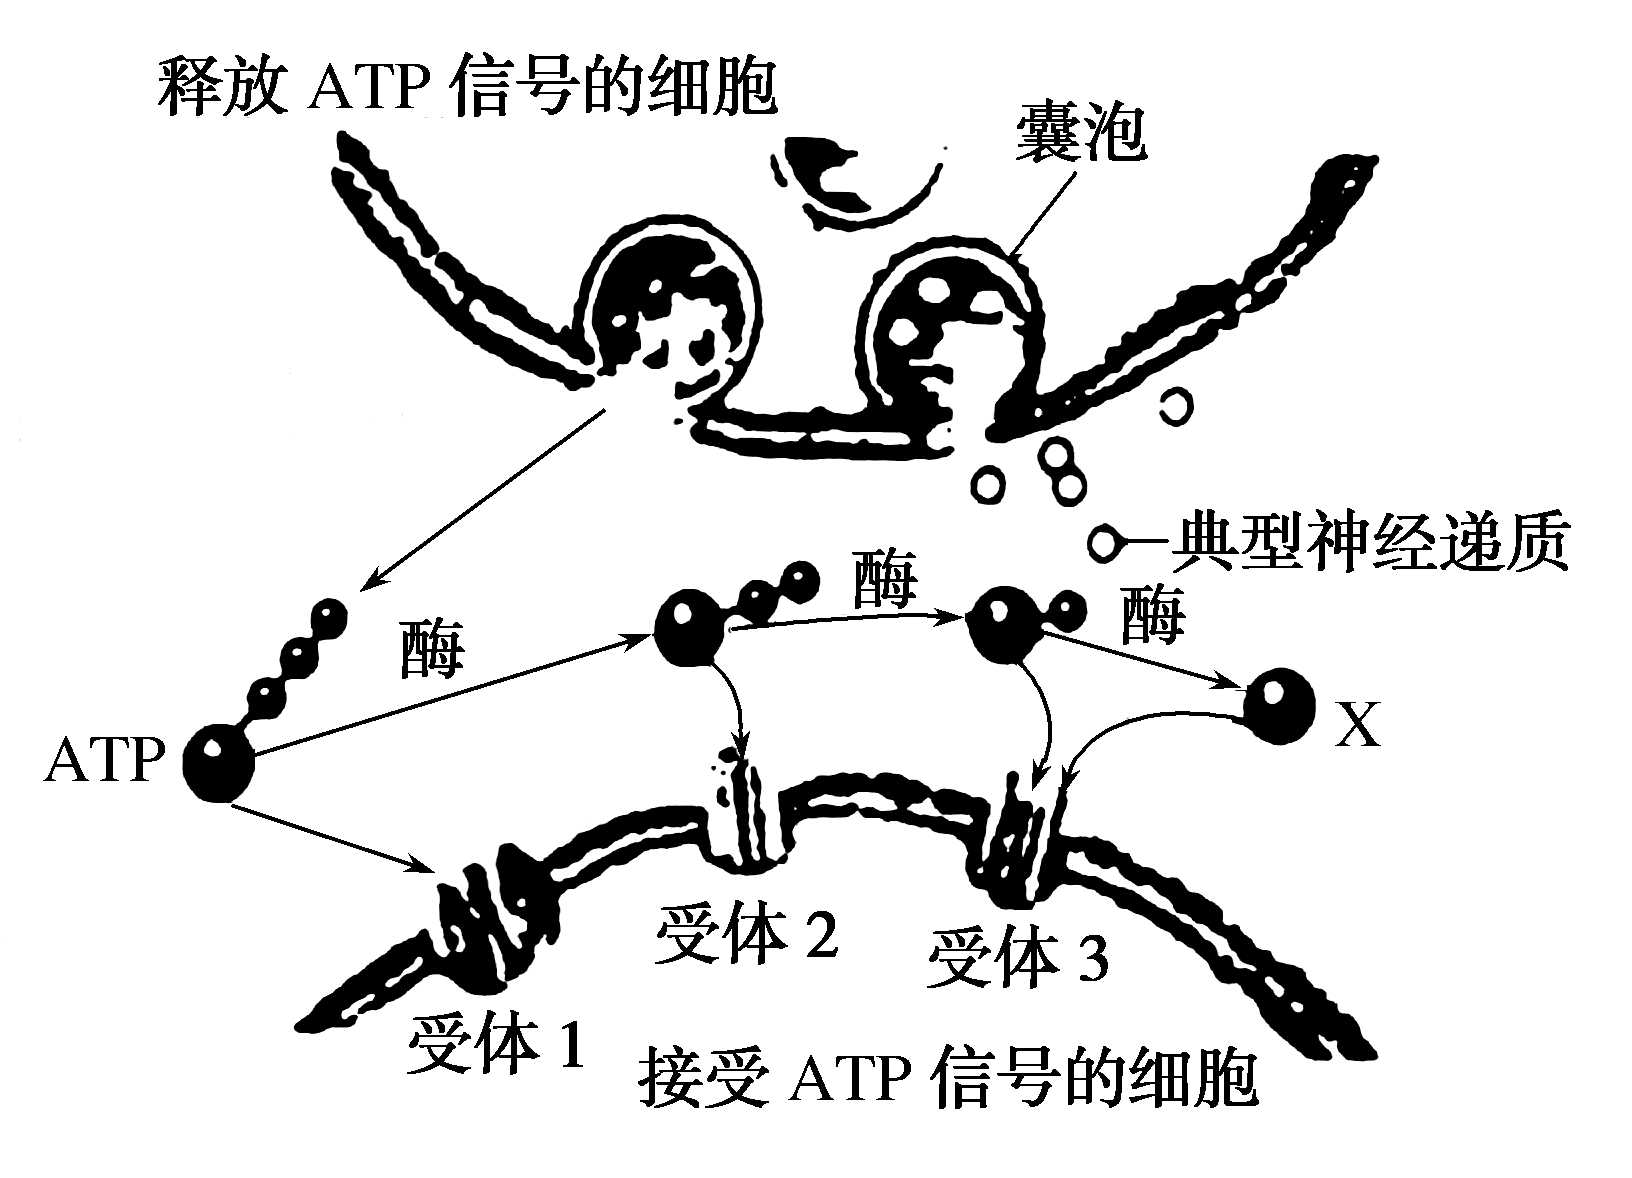 释放 ATP 信号的细胞
囊泡
典型神经递质
酶
酶
酶
ATP
X
受体 2
受体 3
受体 1
接受 ATP 信号的细胞